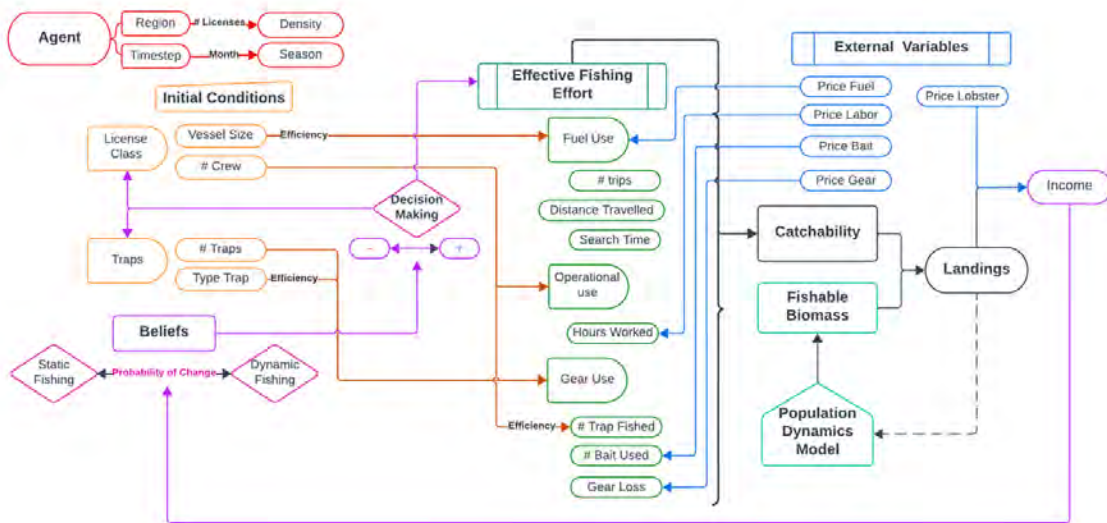 Agent
Region
# Licenses
Density
Timestep
Month
Season
Initial Conditions
License
Class
Vessel Size
Efficiency
# Crew
Traps
# Traps
Type Trap
Efficiency
Beliefs
Static
Fishing
Probability of Change
Dynamic
Fishing
Decision
Making
−
+
Effective Fishing
Effort
Fuel Use
# trips
Distance Travelled
Search Time
Operational
use
Hours Worked
Gear Use
Efficiency
# Trap Fished
# Bait Used
Gear Loss
External Variables
Price Fuel
Price Labor
Price Bait
Price Gear
Price Lobster
Income
Catchability
Landings
Fishable
Biomass
Population
Dynamics
Model